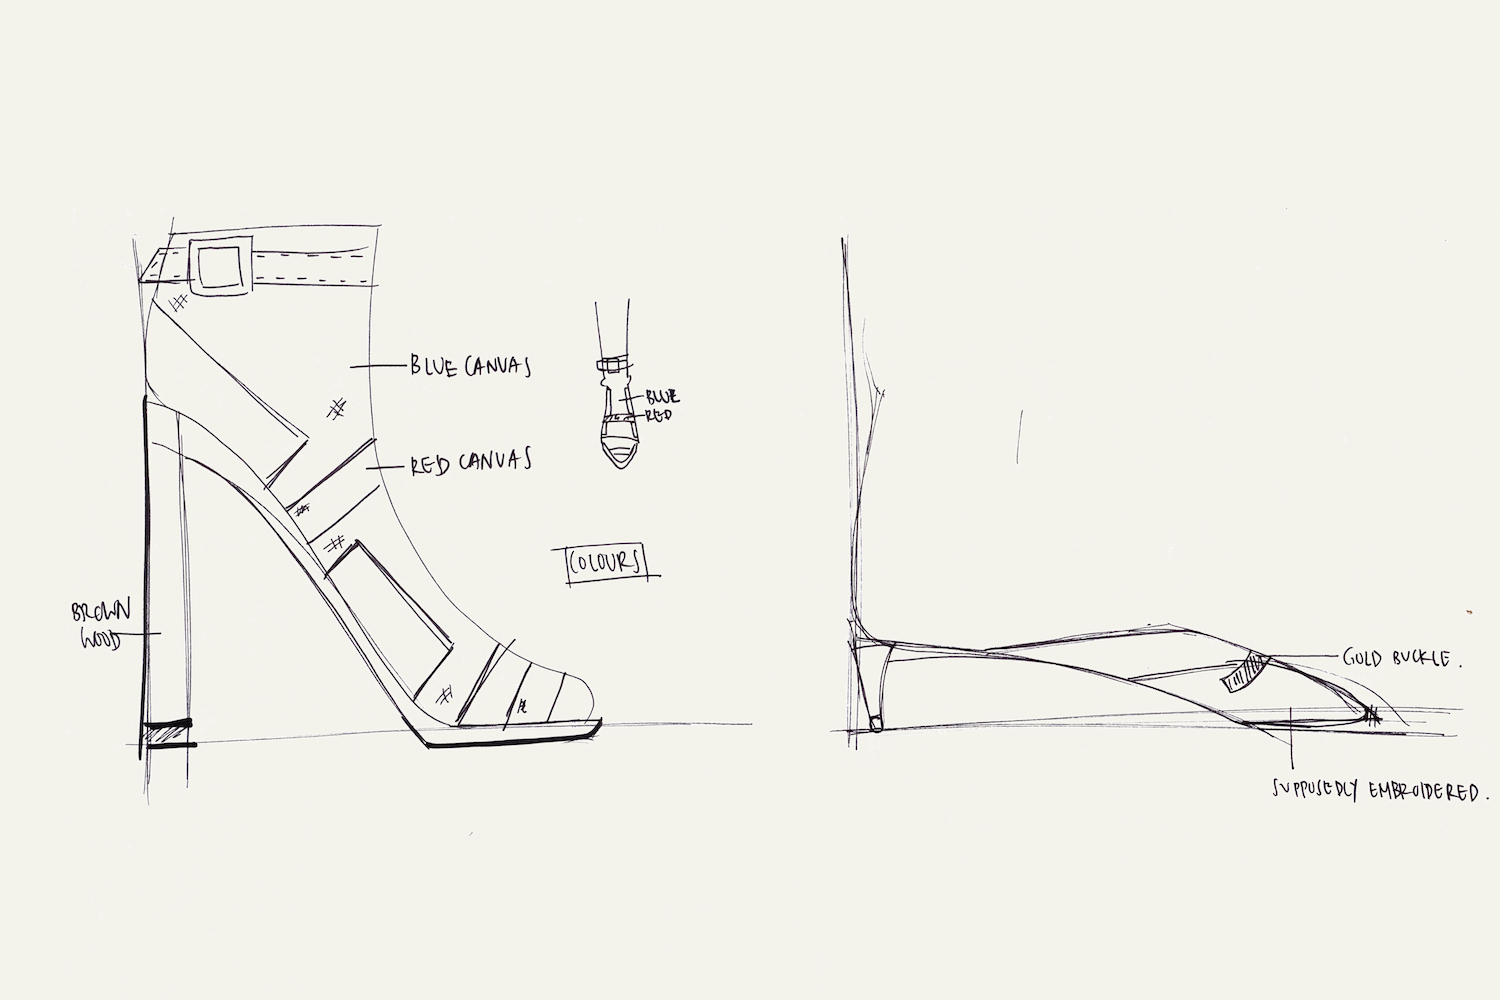 BLUE CANVAS
BLUE
RED
RED CANVAS
COLOURS
BROWN
WOOD
GOLD BUCKLE.
SUPPOSEDLY EMBROIDERED.